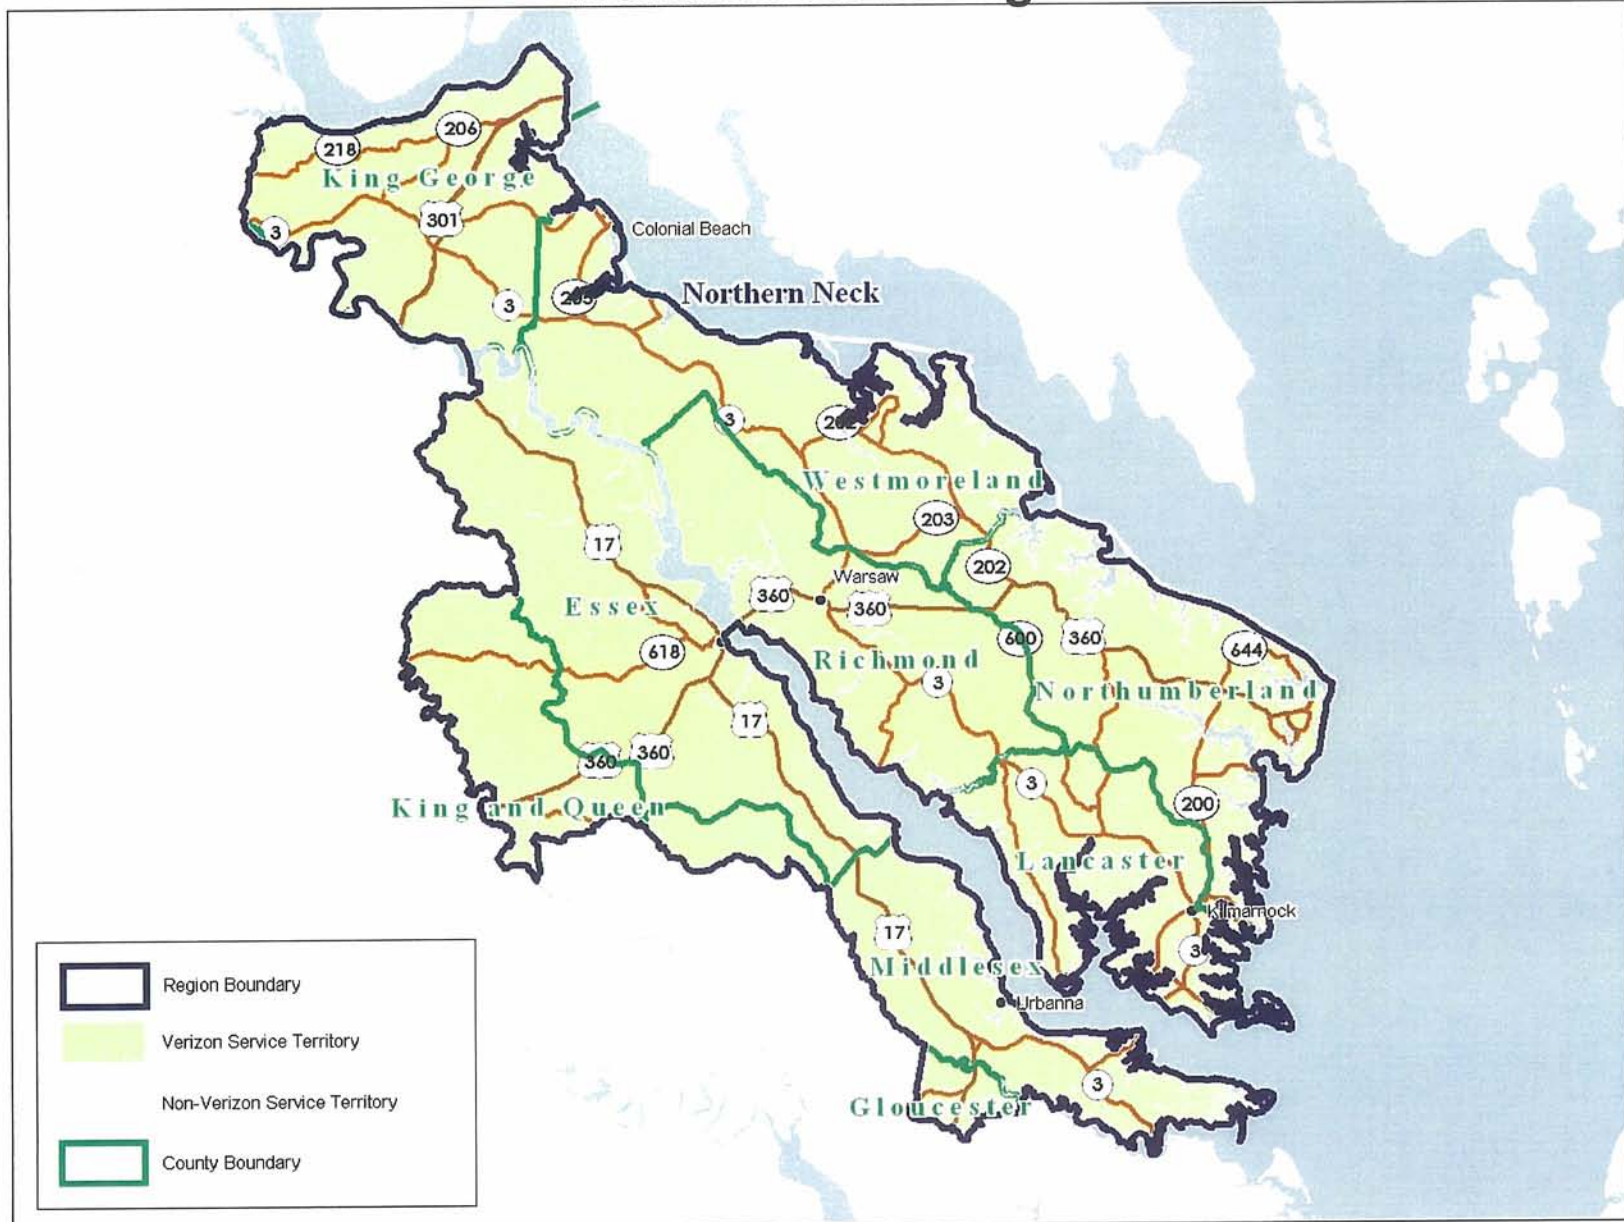 206
218
King George
301
3
Colonial Beach
3
205
Northern Neck
3
202
Westmoreland
203
17
202
Warsaw
360
360
Essex
600
360
618
644
Richmond
3
Northumberland
17
360
360
3
King and Queen
200
Lancaster
Kilmarnock
17
3
Middlesex
Urbanna
3
Gloucester
Region Boundary
Verizon Service Territory
Non-Verizon Service Territory
County Boundary